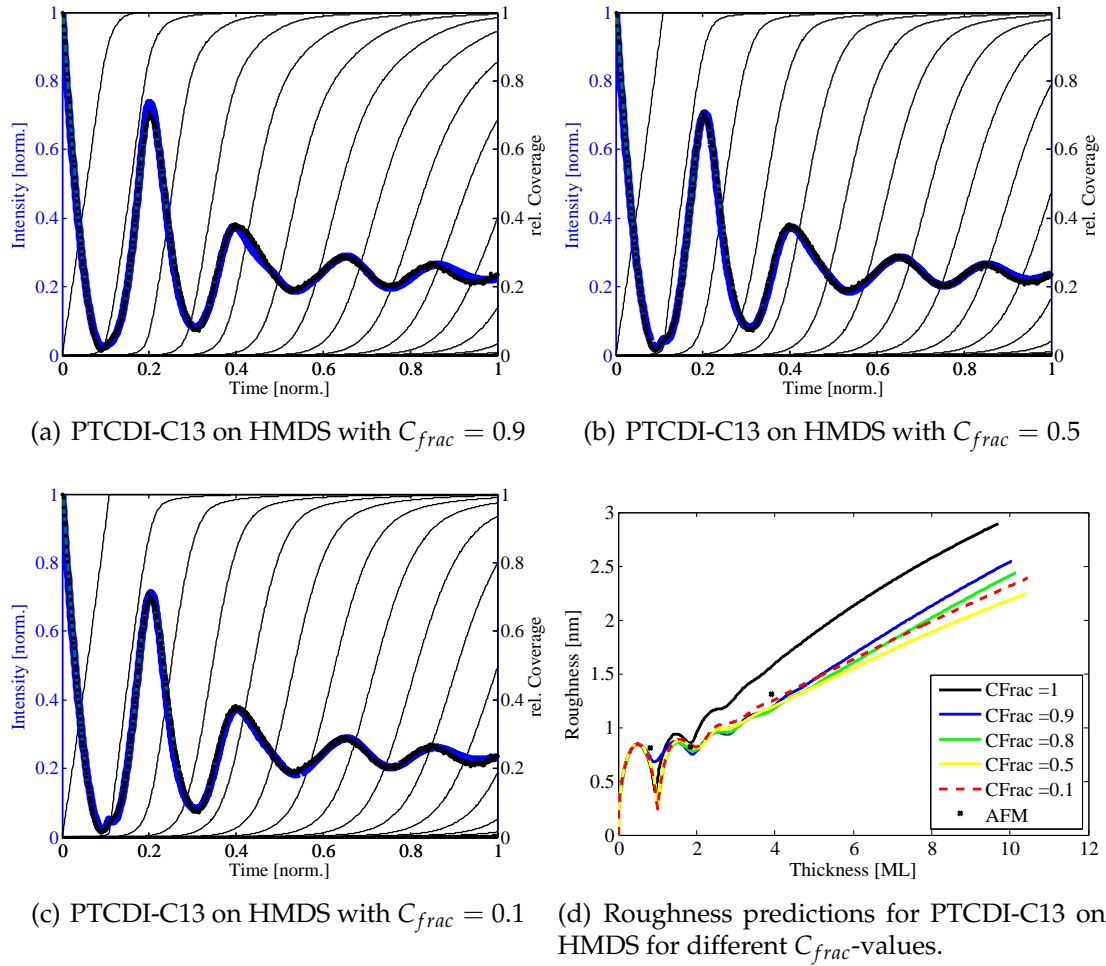 1
0.8
0.6
0.4
0.2
0
Intensity [norm.]
1
0.8
0.6
0.4
0.2
0
rel. Coverage
0 0.2 0.4 0.6 0.8 1
Time [norm.]
(a) PTCDI-C13 on HMDS with C_frac = 0.9
1
0.8
0.6
0.4
0.2
0
Intensity [norm.]
1
0.8
0.6
0.4
0.2
0
rel. Coverage
0 0.2 0.4 0.6 0.8 1
Time [norm.]
(b) PTCDI-C13 on HMDS with C_frac = 0.5
1
0.8
0.6
0.4
0.2
0
Intensity [norm.]
1
0.8
0.6
0.4
0.2
0
rel. Coverage
0 0.2 0.4 0.6 0.8 1
Time [norm.]
(c) PTCDI-C13 on HMDS with C_frac = 0.1
3
2.5
2
1.5
1
0.5
0
Roughness [nm]
CFrac =1
CFrac =0.9
CFrac =0.8
CFrac =0.5
CFrac =0.1
AFM
0 2 4 6 8 10 12
Thickness [ML]
(d) Roughness predictions for PTCDI-C13 on
HMDS for different C_frac-values.